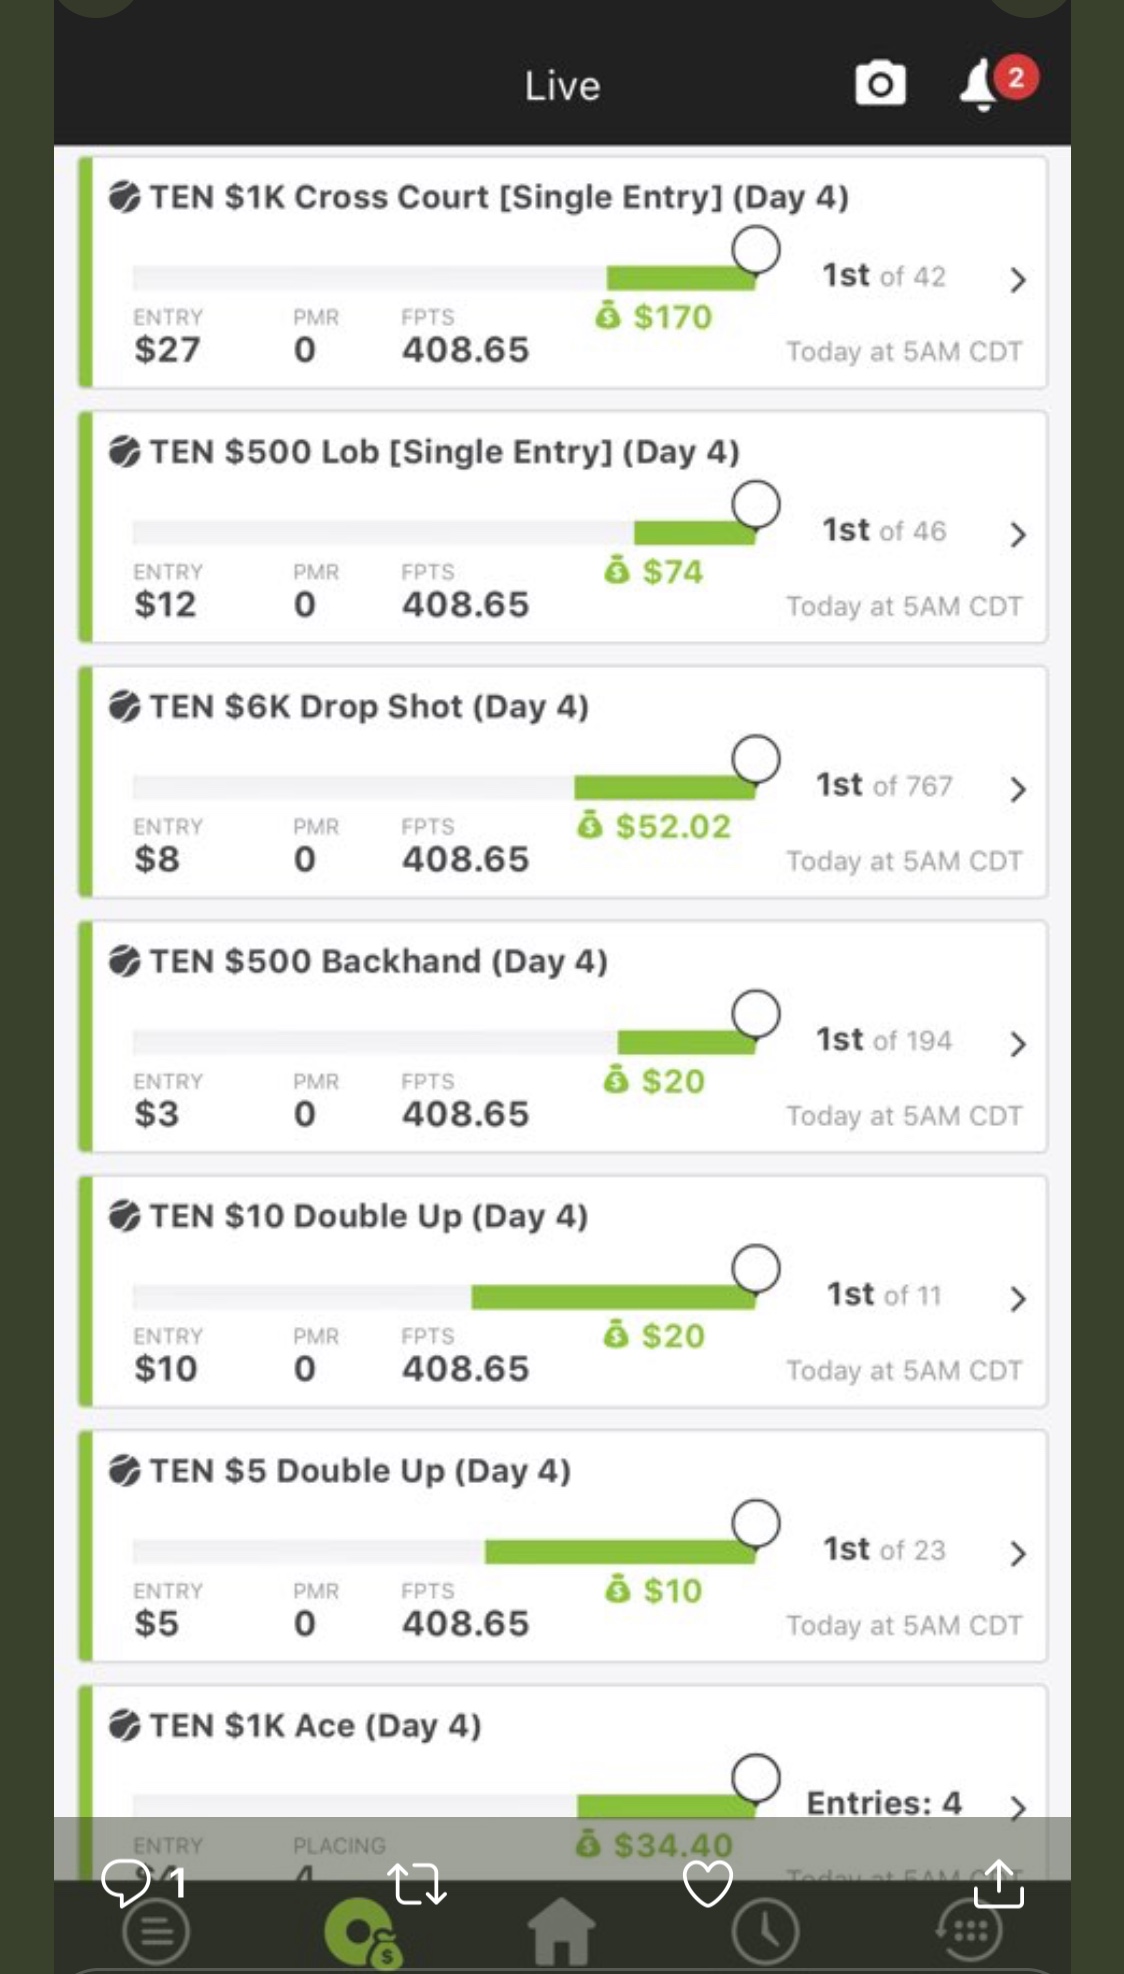 Live
2
TEN $1K Cross Court [Single Entry] (Day 4)
1st of 42
$170
ENTRY PMR FPTS
$27 0 408.65
Today at 5AM CDT
TEN $500 Lob [Single Entry] (Day 4)
1st of 46
$74
ENTRY PMR FPTS
$12 0 408.65
Today at 5AM CDT
TEN $6K Drop Shot (Day 4)
1st of 767
$52.02
ENTRY PMR FPTS
$8 0 408.65
Today at 5AM CDT
TEN $500 Backhand (Day 4)
1st of 194
$20
ENTRY PMR FPTS
$3 0 408.65
Today at 5AM CDT
TEN $10 Double Up (Day 4)
1st of 11
$20
ENTRY PMR FPTS
$10 0 408.65
Today at 5AM CDT
TEN $5 Double Up (Day 4)
1st of 23
$10
ENTRY PMR FPTS
$5 0 408.65
Today at 5AM CDT
TEN $1K Ace (Day 4)
Entries: 4
$34.40
ENTRY PLACING
$4 4
Today at 5AM CDT
1